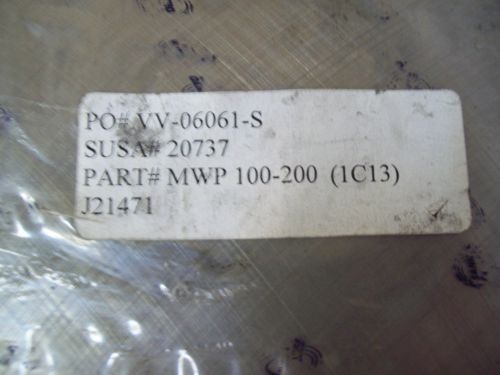 PO# VV-06061-S
SUSA# 20737
PART# MWP 100-200 (1C13)
J21471